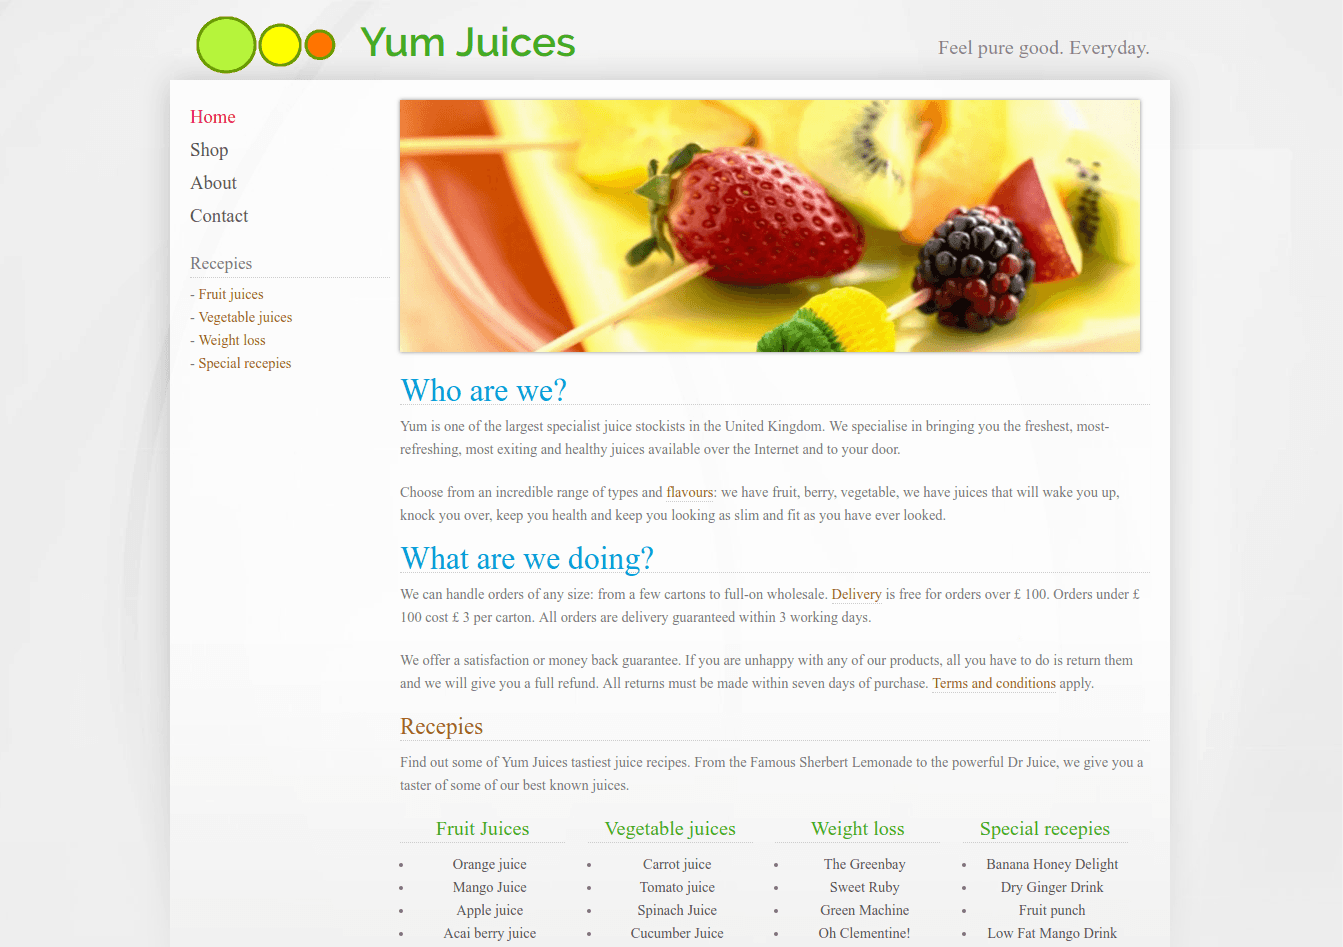 Yum Juices
Feel pure good. Everyday.
Home
Shop
About
Contact
Recepies
- Fruit juices
- Vegetable juices
- Weight loss
- Special recepies
Who are we?
Yum is one of the largest specialist juice stockists in the United Kingdom. We specialise in bringing you the freshest, most-
refreshing, most exiting and healthy juices available over the Internet and to your door.
Choose from an incredible range of types and flavours: we have fruit, berry, vegetable, we have juices that will wake you up,
knock you over, keep you health and keep you looking as slim and fit as you have ever looked.
What are we doing?
We can handle orders of any size: from a few cartons to full-on wholesale. Delivery is free for orders over £ 100. Orders under £
100 cost £ 3 per carton. All orders are delivery guaranteed within 3 working days.
We offer a satisfaction or money back guarantee. If you are unhappy with any of our products, all you have to do is return them
and we will give you a full refund. All returns must be made within seven days of purchase. Terms and conditions apply.
Recepies
Find out some of Yum Juices tastiest juice recipes. From the Famous Sherbert Lemonade to the powerful Dr Juice, we give you a
taster of some of our best known juices.
Fruit Juices
• Orange juice
• Mango Juice
• Apple juice
• Acai berry juice
Vegetable juices
• Carrot juice
• Tomato juice
• Spinach Juice
• Cucumber Juice
Weight loss
• The Greenbay
• Sweet Ruby
• Green Machine
• Oh Clementine!
Special recepies
• Banana Honey Delight
• Dry Ginger Drink
• Fruit punch
• Low Fat Mango Drink